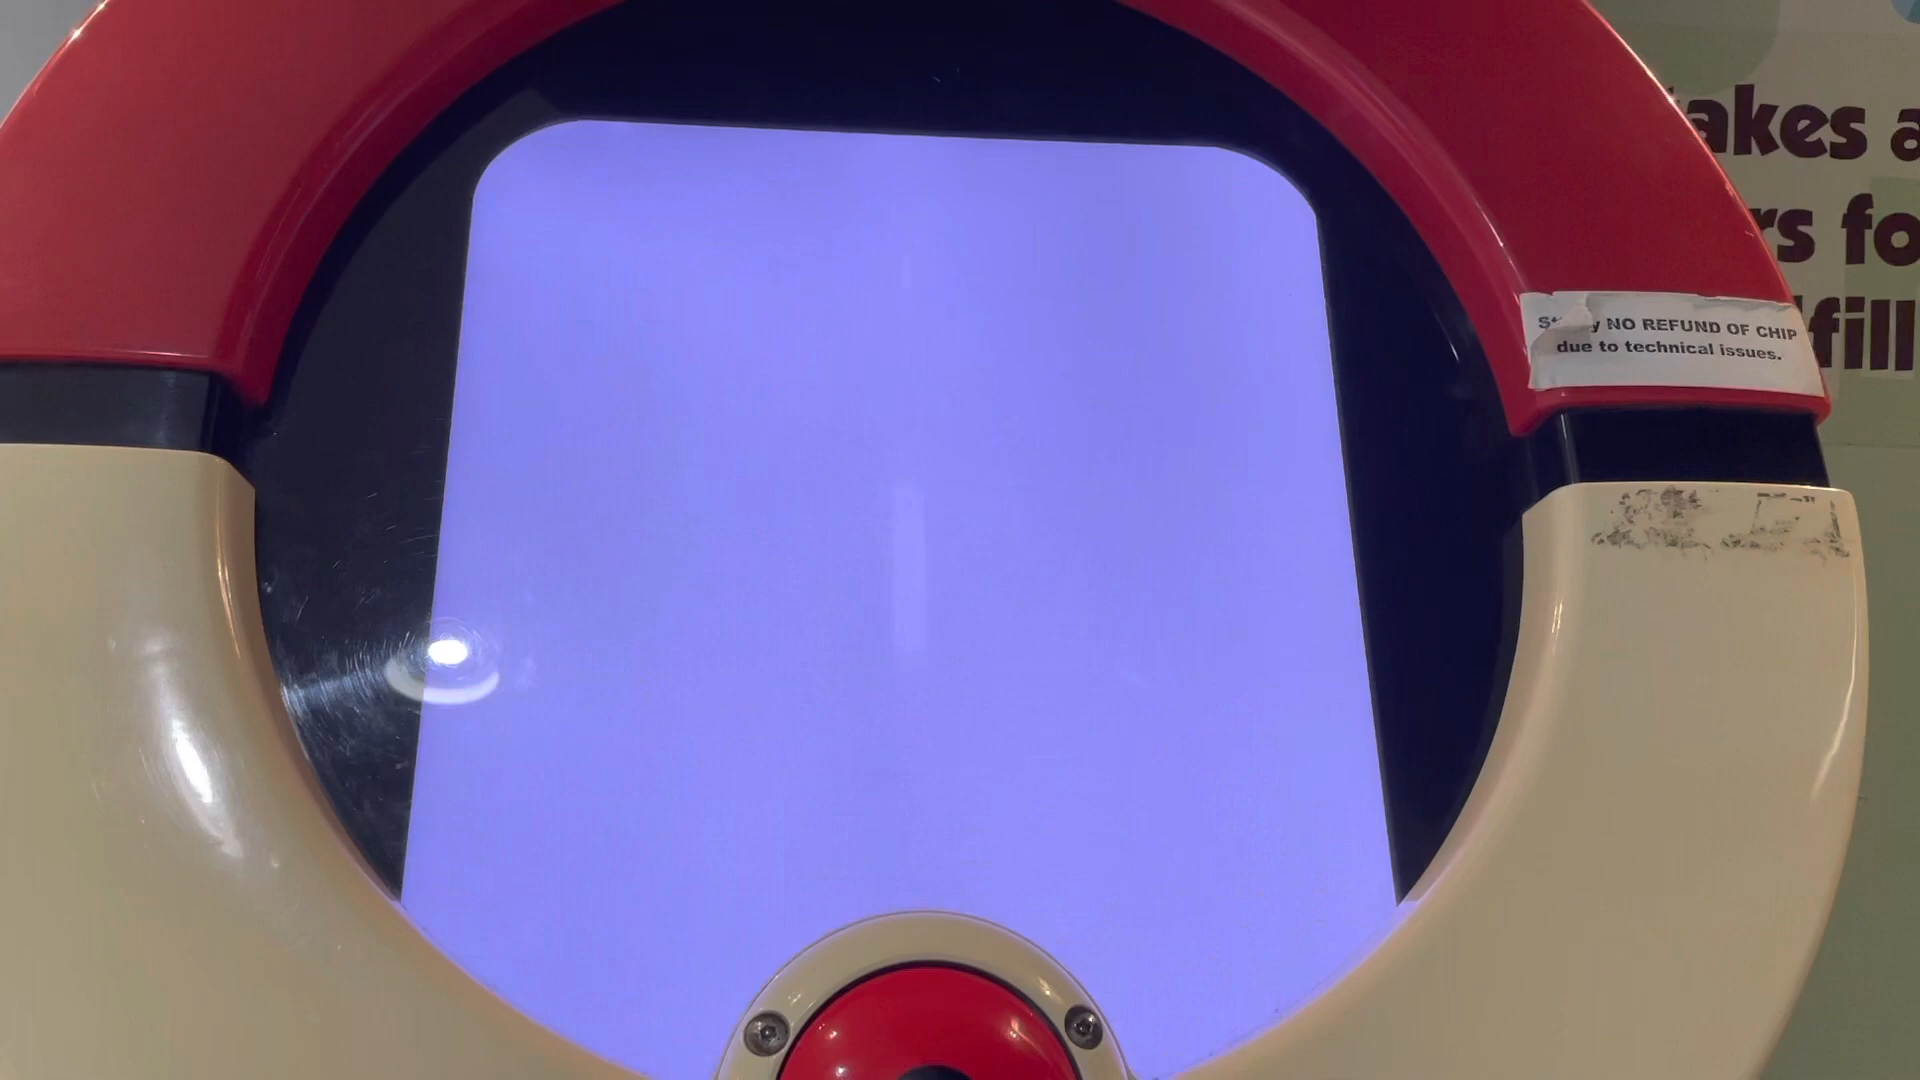 akes a
rs fo
fill
NO REFUND OF CHIP
due to technical issues.